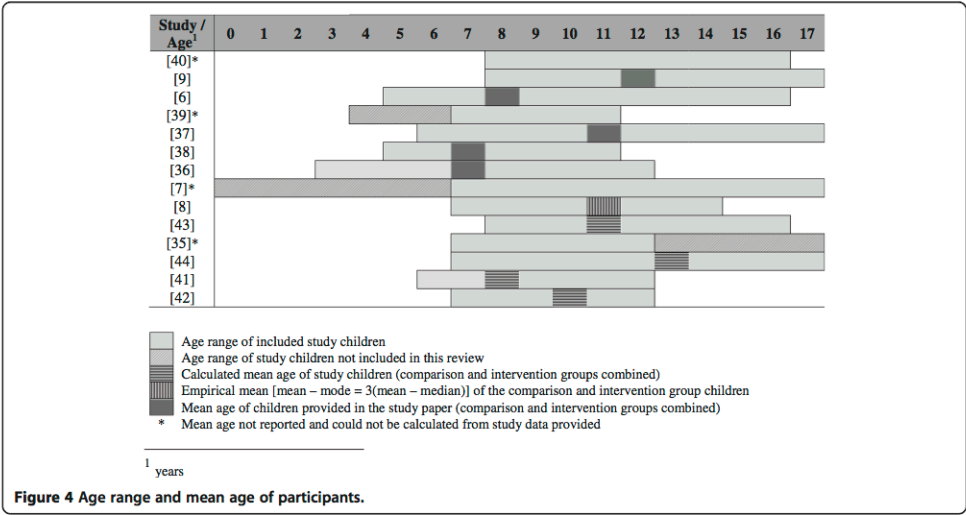 Study /
Age1
0 1 2 3 4 5 6 7 8 9 10 11 12 13 14 15 16 17
[40]*
[9]
[6]
[39]*
[37]
[38]
[36]
[7]*
[8]
[43]
[35]*
[44]
[41]
[42]
Age range of included study children
Age range of study children not included in this review
Calculated mean age of study children (comparison and intervention groups combined)
Empirical mean [mean – mode = 3(mean – median)] of the comparison and intervention group children
Mean age of children provided in the study paper (comparison and intervention groups combined)
* Mean age not reported and could not be calculated from study data provided
1 years
Figure 4 Age range and mean age of participants.